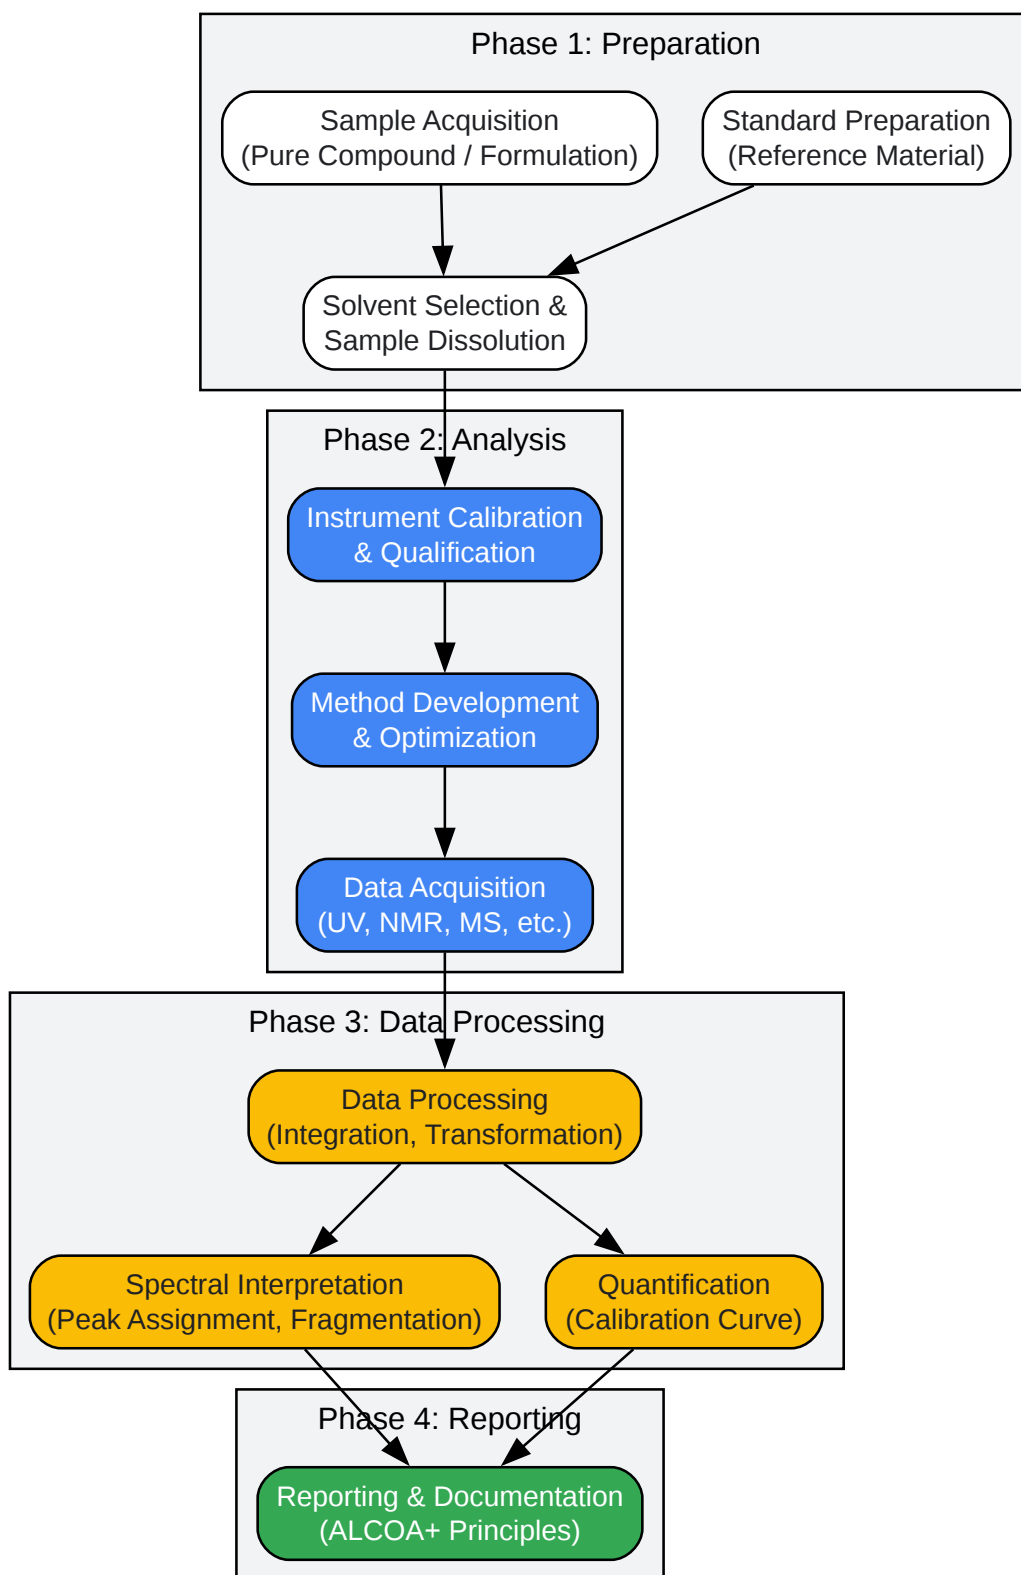 Phase 1: Preparation
Sample Acquisition
(Pure Compound / Formulation)
Standard Preparation
(Reference Material)
Solvent Selection &
Sample Dissolution
Phase 2: Analysis
Instrument Calibration
& Qualification
Method Development
& Optimization
Data Acquisition
(UV, NMR, MS, etc.)
Phase 3: Data Processing
Data Processing
(Integration, Transformation)
Spectral Interpretation
(Peak Assignment, Fragmentation)
Quantification
(Calibration Curve)
Phase 4: Reporting
Reporting & Documentation
(ALCOA+ Principles)